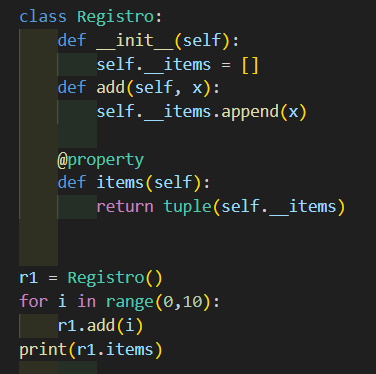 class Registro:
    def __init__(self):
        self.__items = []
    def add(self, x):
        self.__items.append(x)

    @property
    def items(self):
        return tuple(self.__items)


r1 = Registro()
for i in range(0,10):
    r1.add(i)
print(r1.items)